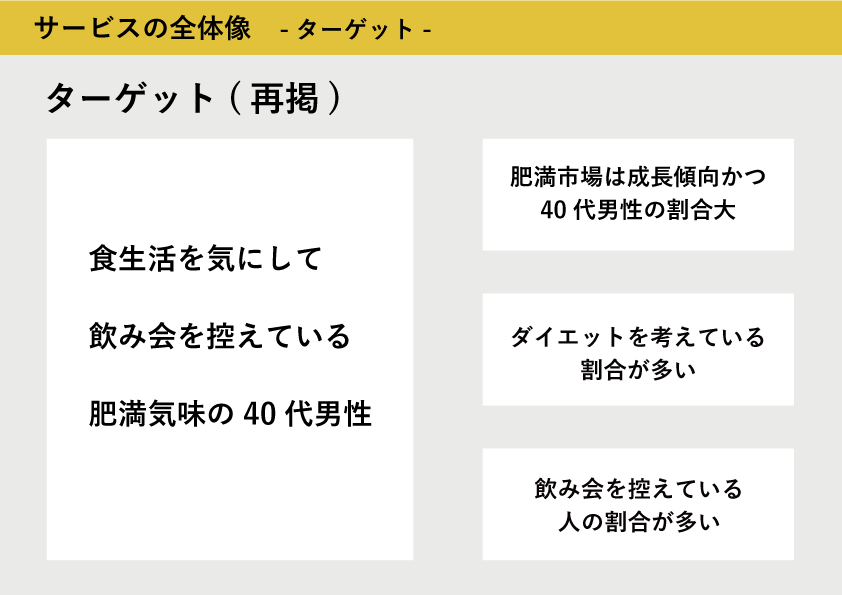 サービスの全体像 - ターゲット -
ターゲット ( 再掲 )
食生活を気にして
飲み会を控えている
肥満気味の 40 代男性
肥満市場は成長傾向かつ
40 代男性の割合大
ダイエットを考えている
割合が多い
飲み会を控えている
人の割合が多い